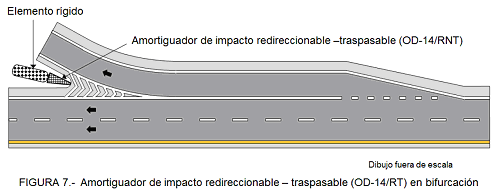 Elemento rígido
Amortiguador de impacto redireccionable –traspasable (OD-14/RNT)
Dibujo fuera de escala
FIGURA 7.- Amortiguador de impacto redireccionable – traspasable (OD-14/RT) en bifurcación